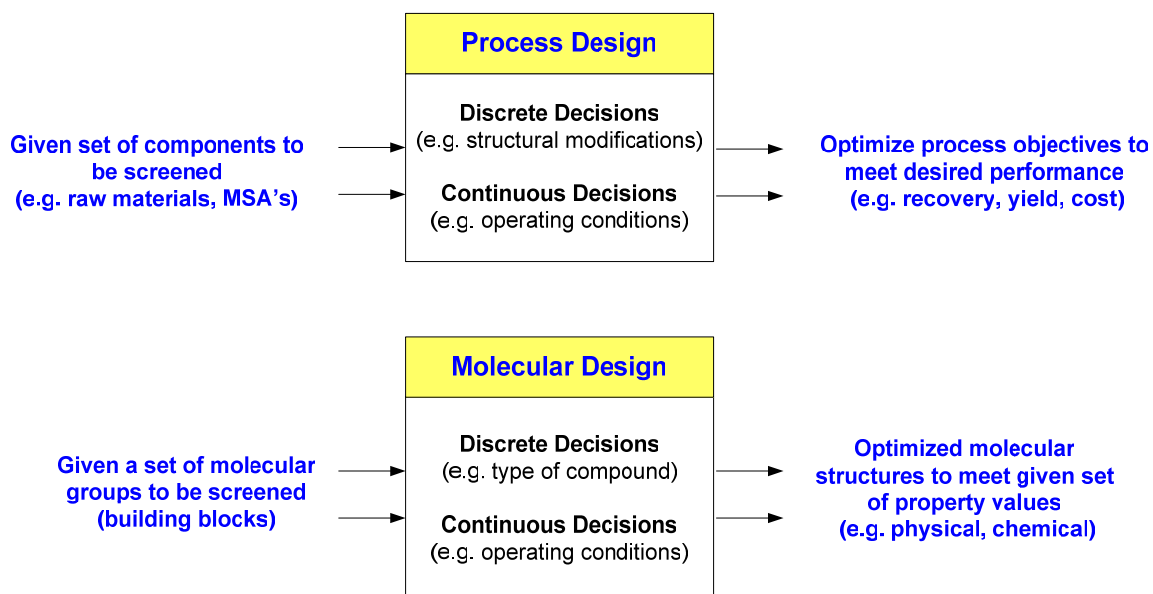 Process Design
Discrete Decisions
(e.g. structural modifications)
Continuous Decisions
(e.g. operating conditions)
Given set of components to
be screened
(e.g. raw materials, MSA's)
Optimize process objectives to
meet desired performance
(e.g. recovery, yield, cost)
Molecular Design
Discrete Decisions
(e.g. type of compound)
Continuous Decisions
(e.g. operating conditions)
Given a set of molecular
groups to be screened
(building blocks)
Optimized molecular
structures to meet given set
of property values
(e.g. physical, chemical)